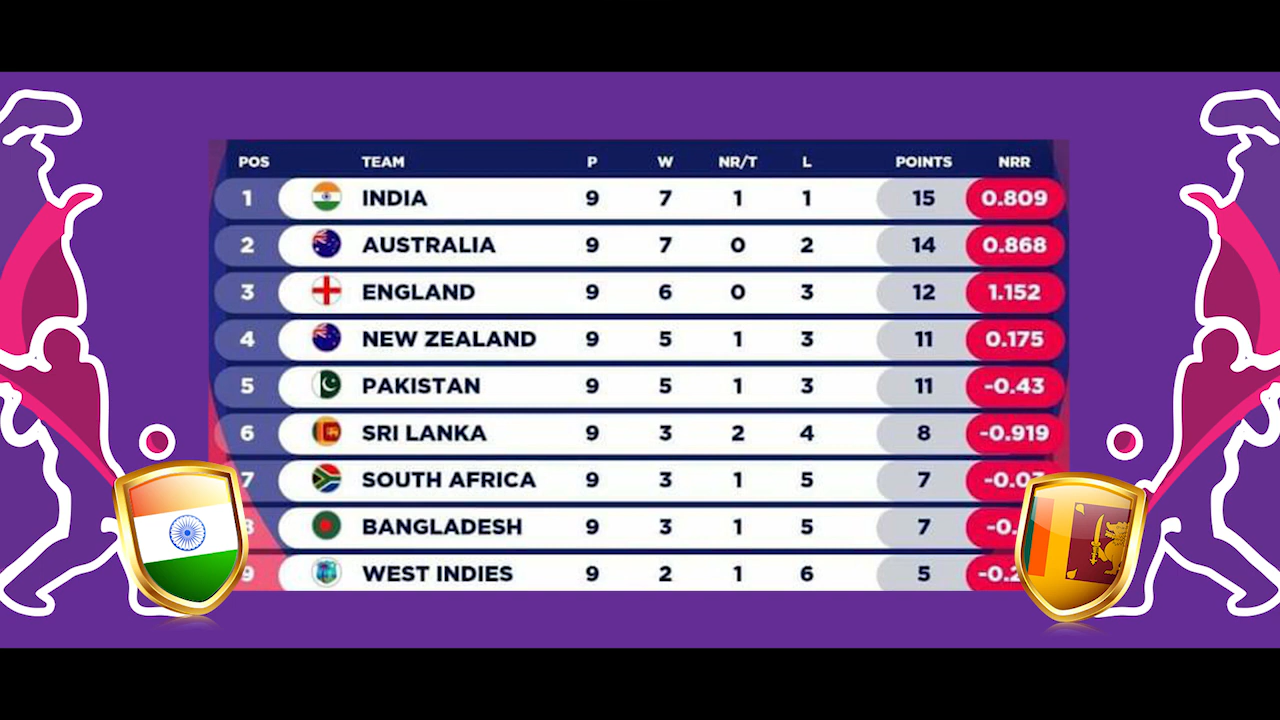 POS TEAM P W NR/T L POINTS NRR
1 INDIA 9 7 1 1 15 0.809
2 AUSTRALIA 9 7 0 2 14 0.868
3 ENGLAND 9 6 0 3 12 1.152
4 NEW ZEALAND 9 5 1 3 11 0.175
5 PAKISTAN 9 5 1 3 11 -0.43
6 SRI LANKA 9 3 2 4 8 -0.919
7 SOUTH AFRICA 9 3 1 5 7
BANGLADESH 9 3 1 5 7
9 WEST INDIES 9 2 1 6 5